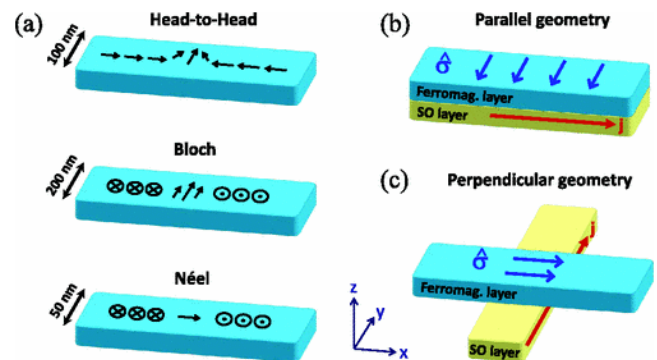 (a)
Head-to-Head
100 nm
Bloch
200 nm
Néel
50 nm
(b)
Parallel geometry
σ̂
Ferromag. layer
SO layer
j
(c)
Perpendicular geometry
σ̂
j
Ferromag. layer
SO layer
z
y
x